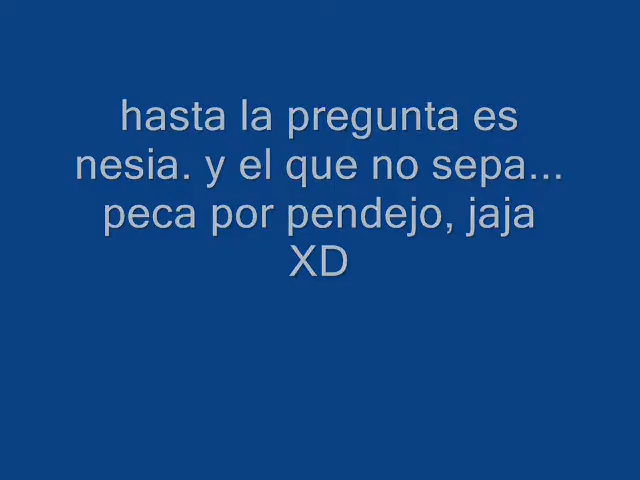 hasta la pregunta es
nesia. y el que no sepa...
peca por pendejo, jaja
XD